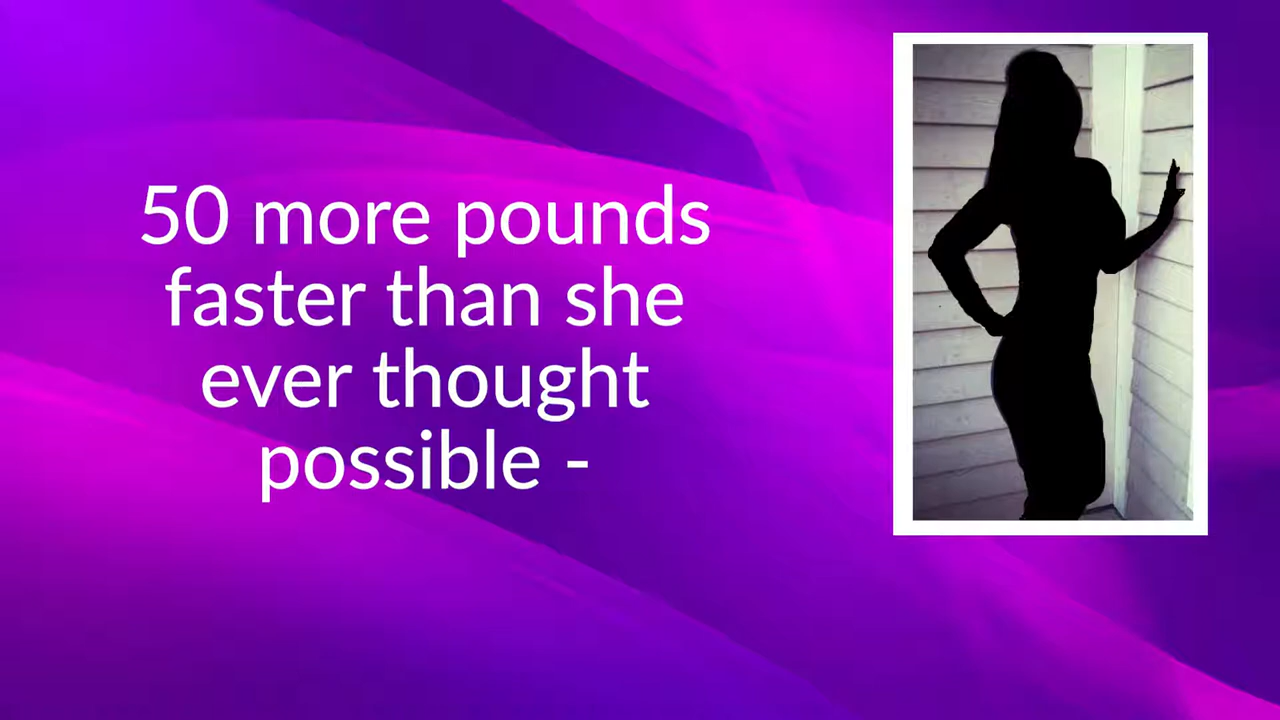 50 more pounds
faster than she
ever thought
possible -